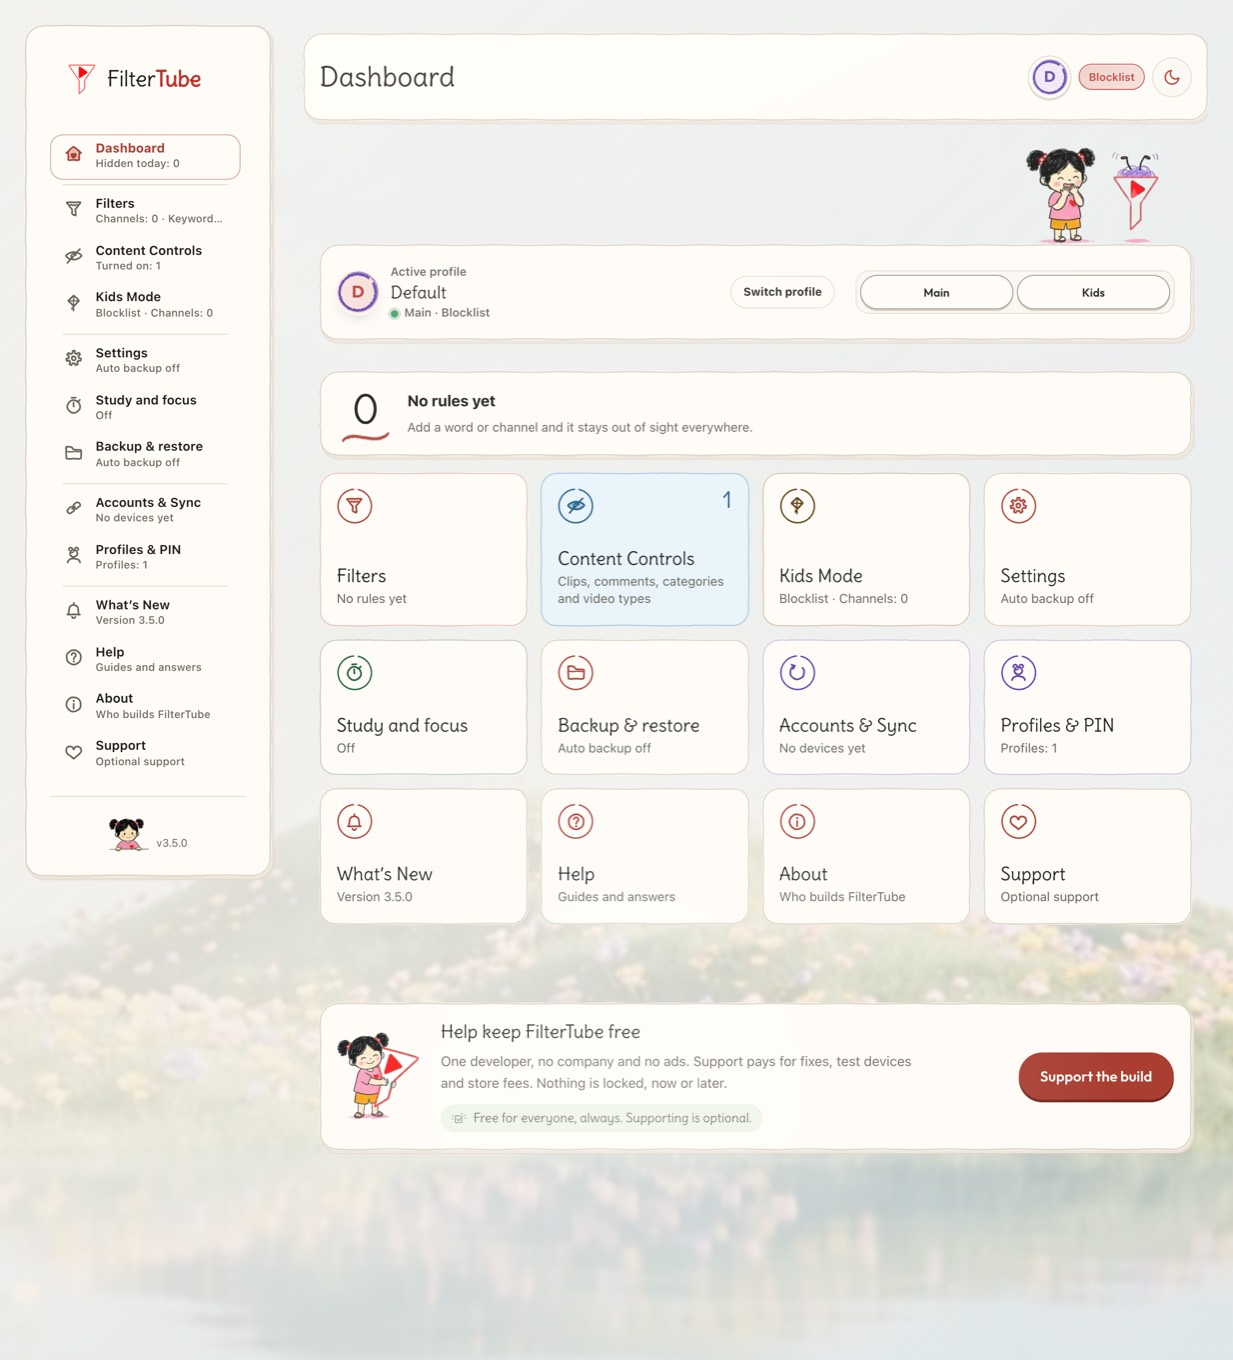 FilterTube
Dashboard
Hidden today: 0
Filters
Channels: 0 · Keyword...
Content Controls
Turned on: 1
Kids Mode
Blocklist · Channels: 0
Settings
Auto backup off
Study and focus
Off
Backup & restore
Auto backup off
Accounts & Sync
No devices yet
Profiles & PIN
Profiles: 1
What's New
Version 3.5.0
Help
Guides and answers
About
Who builds FilterTube
Support
Optional support
v3.5.0
Dashboard
D
Blocklist
D
Active profile
Default
Main · Blocklist
Switch profile
Main
Kids
0
No rules yet
Add a word or channel and it stays out of sight everywhere.
Filters
No rules yet
1
Content Controls
Clips, comments, categories
and video types
Kids Mode
Blocklist · Channels: 0
Settings
Auto backup off
Study and focus
Off
Backup & restore
Auto backup off
Accounts & Sync
No devices yet
Profiles & PIN
Profiles: 1
What's New
Version 3.5.0
Help
Guides and answers
About
Who builds FilterTube
Support
Optional support
Help keep FilterTube free
One developer, no company and no ads. Support pays for fixes, test devices
and store fees. Nothing is locked, now or later.
Free for everyone, always. Supporting is optional.
Support the build